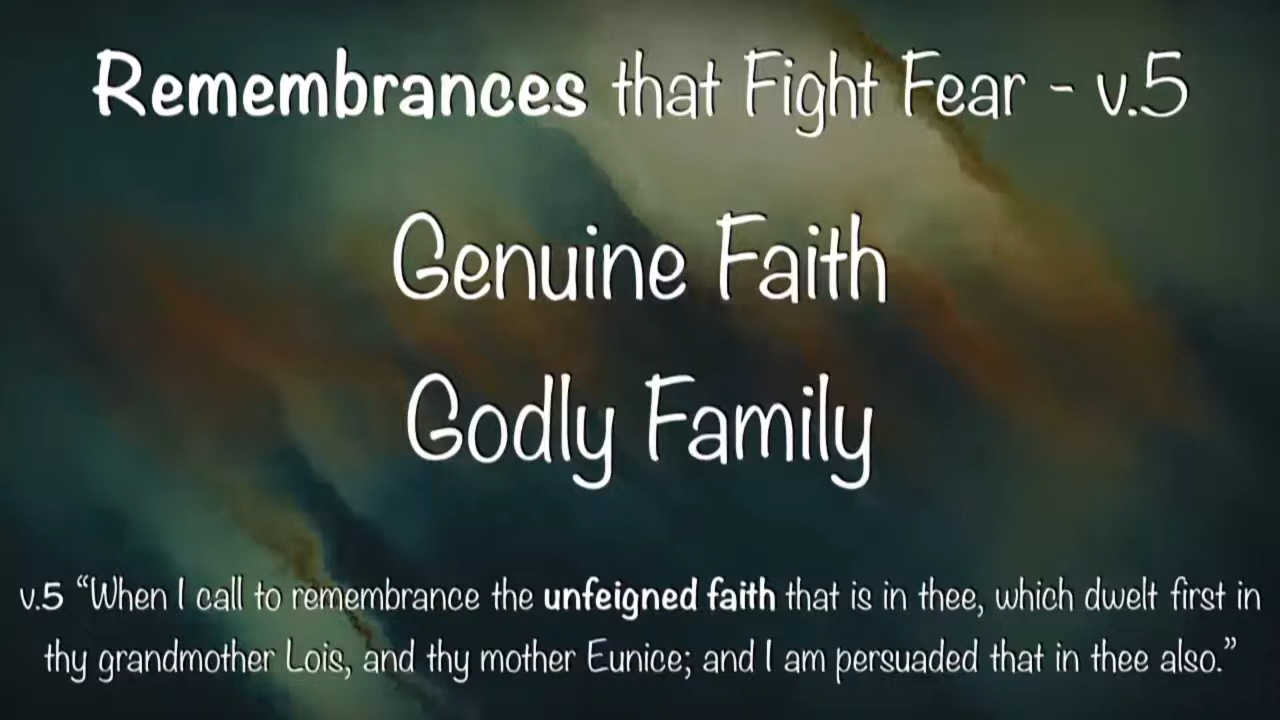 Remembrances that Fight Fear - v.5
Genuine Faith
Godly Family
v.5 “When I call to remembrance the unfeigned faith that is in thee, which dwelt first in
thy grandmother Lois, and thy mother Eunice; and I am persuaded that in thee also.”